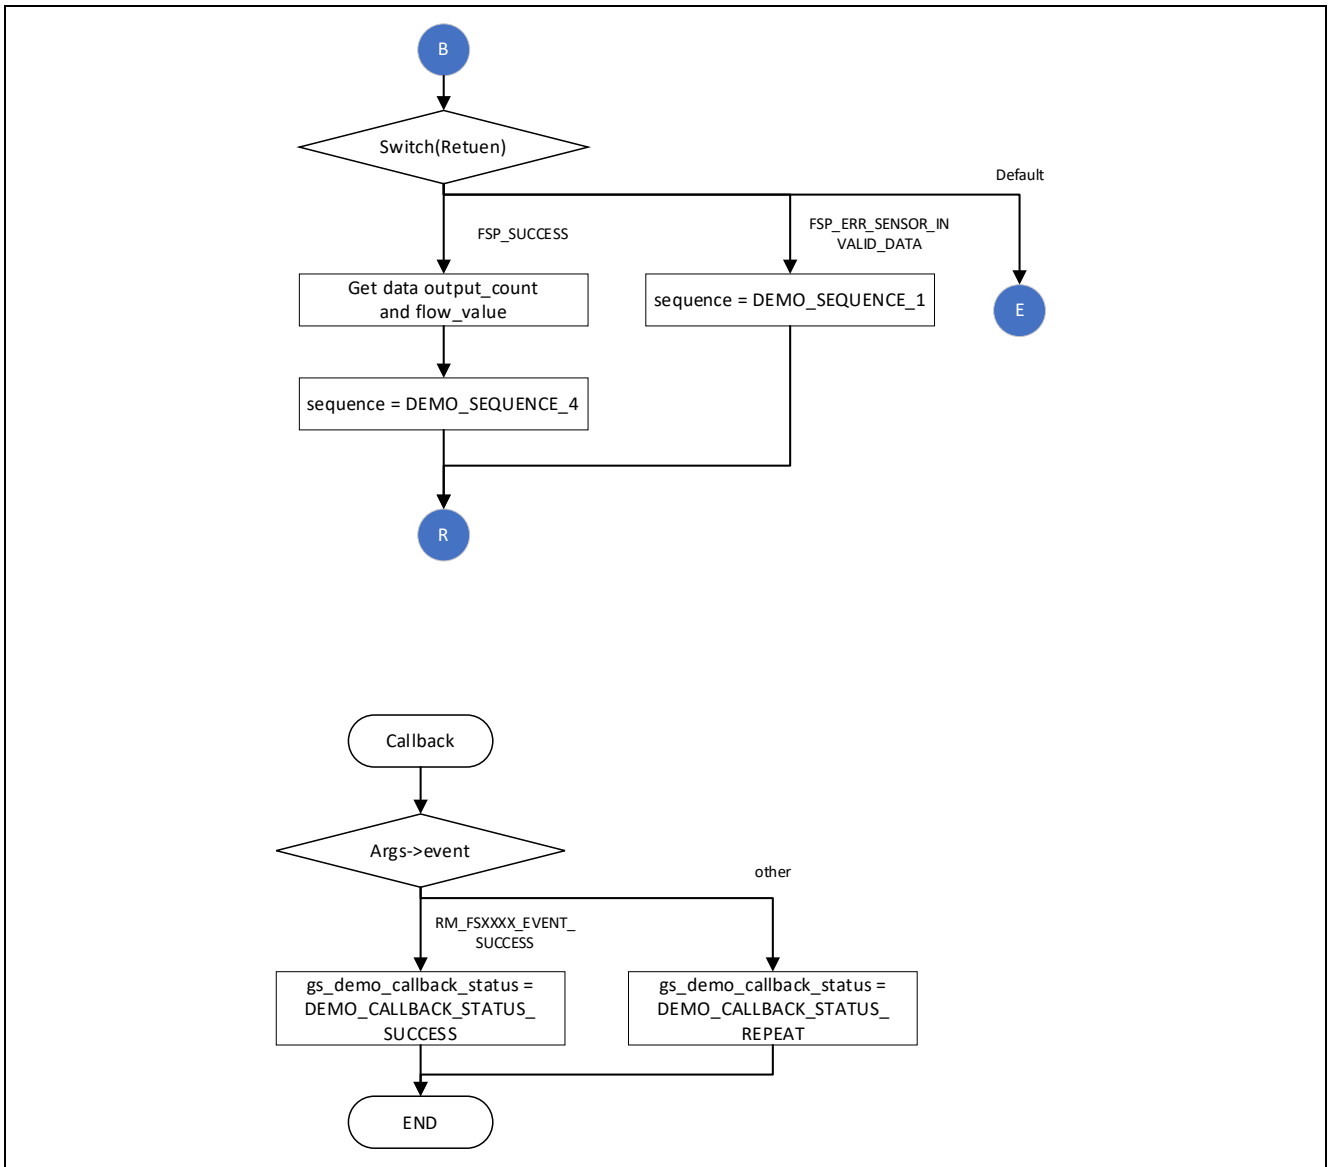 B
Switch(Retuen)
Default
FSP_SUCCESS
FSP_ERR_SENSOR_IN
VALID_DATA
Get data output_count
and flow_value
sequence = DEMO_SEQUENCE_1
E
sequence = DEMO_SEQUENCE_4
R
Callback
Args->event
other
RM_FSXXXX_EVENT_
SUCCESS
gs_demo_callback_status =
DEMO_CALLBACK_STATUS_
SUCCESS
gs_demo_callback_status =
DEMO_CALLBACK_STATUS_
REPEAT
END